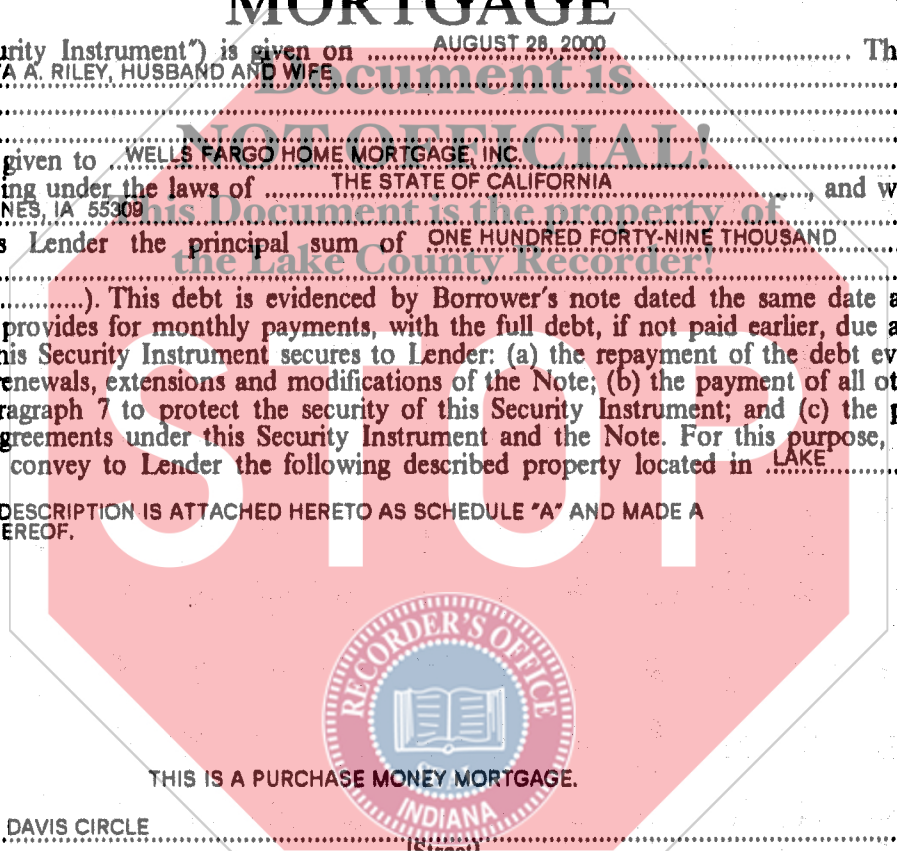 MORTGAGE
urity Instrument") is given on AUGUST 28, 2000 Th
A A. RILEY, HUSBAND AND WIFE
Document is
NOT OFFICIAL!
given to WELLS FARGO HOME MORTGAGE, INC.
ing under the laws of THE STATE OF CALIFORNIA , and w
NES, IA 55309
This Document is the property of
s Lender the principal sum of ONE HUNDRED FORTY-NINE THOUSAND
the Lake County Recorder!
). This debt is evidenced by Borrower's note dated the same date a
provides for monthly payments, with the full debt, if not paid earlier, due a
his Security Instrument secures to Lender: (a) the repayment of the debt ev
enewals, extensions and modifications of the Note; (b) the payment of all ot
ragraph 7 to protect the security of this Security Instrument; and (c) the p
greements under this Security Instrument and the Note. For this purpose,
convey to Lender the following described property located in LAKE
STOP
DESCRIPTION IS ATTACHED HERETO AS SCHEDULE "A" AND MADE A
EREOF.
RECORDER'S OFFICE
THIS IS A PURCHASE MONEY MORTGAGE.
INDIANA
DAVIS CIRCLE
[Street]